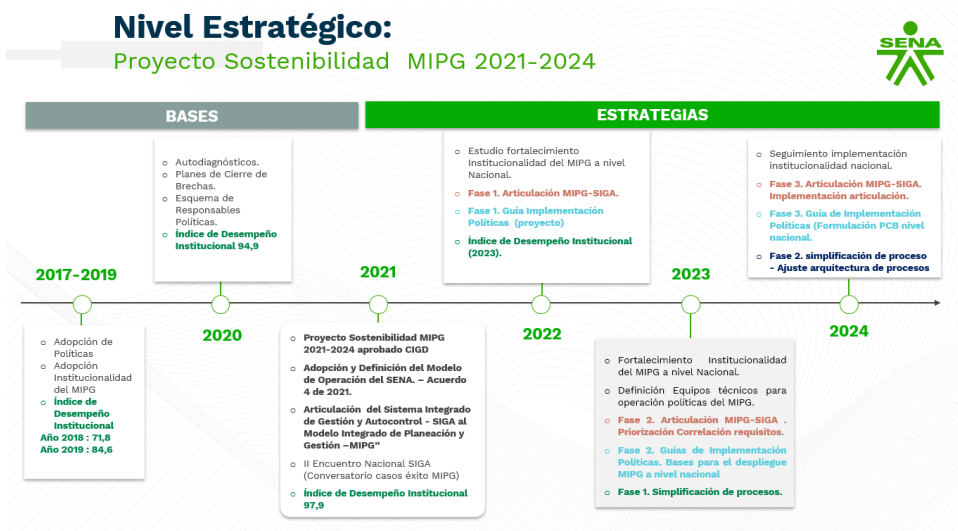 Nivel Estratégico:
Proyecto Sostenibilidad MIPG 2021-2024
SENA
BASES
ESTRATEGIAS
2017-2019
o Adopción de
Políticas
o Adopción
Institucionalidad
del MIPG
o Índice de
Desempeño
Institucional
Año 2018 : 71,8
Año 2019 : 84,6
o Autodiagnósticos.
o Planes de Cierre de
Brechas.
o Esquema de
Responsables
Políticas.
o Índice de Desempeño
Institucional 94,9
2020
2021
o Proyecto Sostenibilidad MIPG
2021-2024 aprobado CIGD
o Adopción y Definición del Modelo
de Operación del SENA. – Acuerdo
4 de 2021.
o Articulación del Sistema Integrado
de Gestión y Autocontrol - SIGA al
Modelo Integrado de Planeación y
Gestión –MIPG”
o II Encuentro Nacional SIGA
(Conversatorio casos éxito MIPG)
o Índice de Desempeño Institucional
97,9
o Estudio fortalecimiento
Institucionalidad del MIPG a nivel
Nacional.
o Fase 1. Articulación MIPG-SIGA.
o Fase 1. Guía Implementación
Políticas (proyecto)
o Índice de Desempeño Institucional
(2023).
2022
2023
o Fortalecimiento Institucionalidad
del MIPG a nivel Nacional.
o Definición Equipos técnicos para
operación políticas del MIPG.
o Fase 2. Articulación MIPG-SIGA .
Priorización Correlación requisitos.
o Fase 2. Guías de Implementación
Políticas. Bases para el despliegue
MIPG a nivel nacional
o Fase 1. Simplificación de procesos.
o Seguimiento implementación
institucionalidad nacional.
o Fase 3. Articulación MIPG-SIGA.
Implementación articulación.
o Fase 3. Guía de Implementación
Políticas (Formulación PCB nivel
nacional.
o Fase 2. simplificación de proceso
- Ajuste arquitectura de procesos
2024